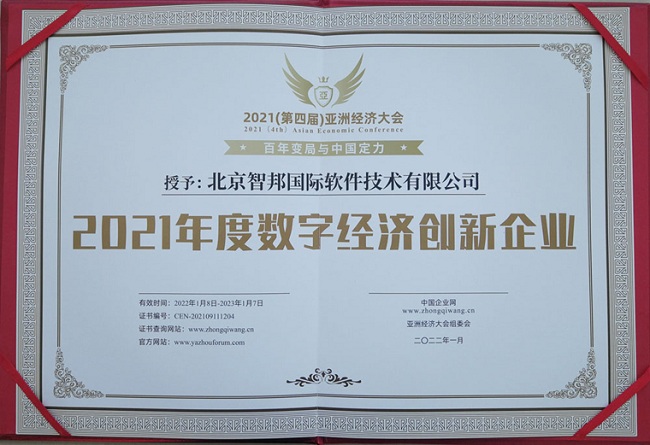 亚
2021(第四届)亚洲经济大会
2021 (4th) Asian Economic Conference
★ 百年变局与中国定力 ★
授予: 北京智邦国际软件技术有限公司
2021年度数字经济创新企业
有效时间：2022年1月8日-2023年1月7日
证书编号：CEN-202109111204
证书查询网站：www.zhongqiwang.cn
官方网站：www.yazhouforum.com
中国企业网
www.zhongqiwang.cn
亚洲经济大会组委会
二〇二二年一月